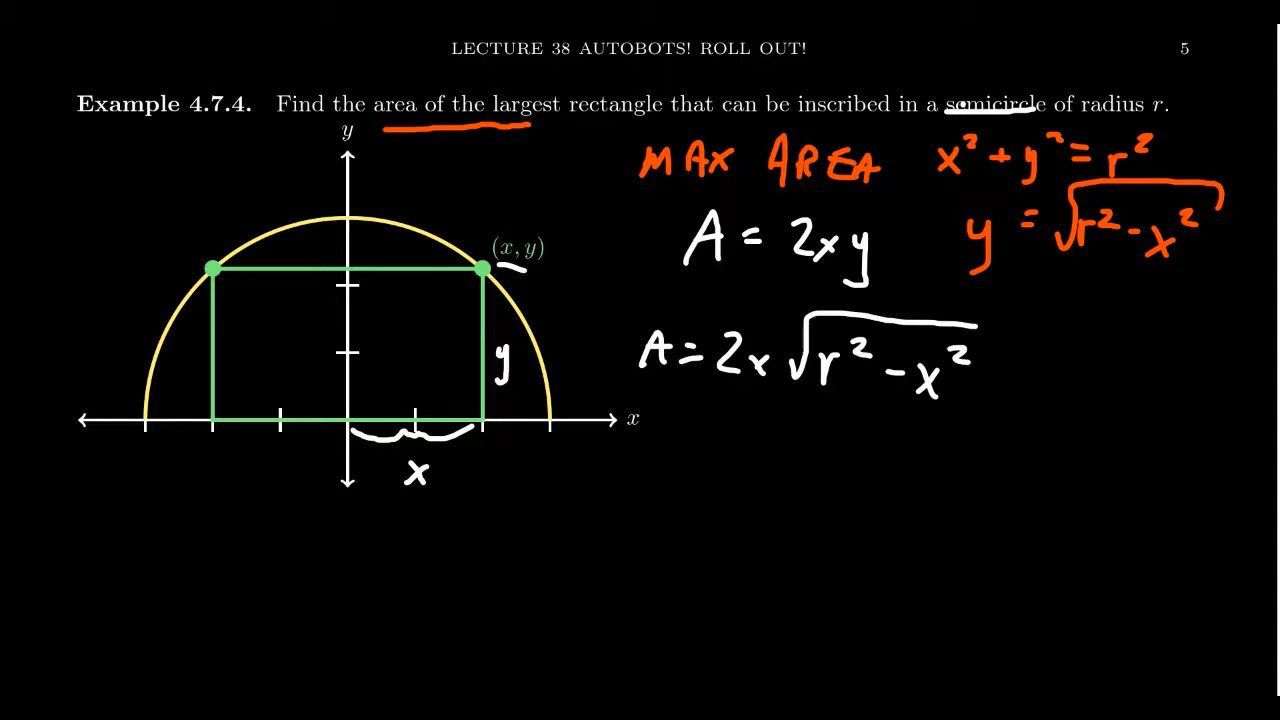 LECTURE 38 AUTOBOTS! ROLL OUT! 5
Example 4.7.4. Find the area of the largest rectangle that can be inscribed in a semicircle of radius r.
y
MAX AREA x² + y² = r²
A = 2xy y = √(r² - x²)
(x, y)
A = 2x √(r² - x²)
y
x
x